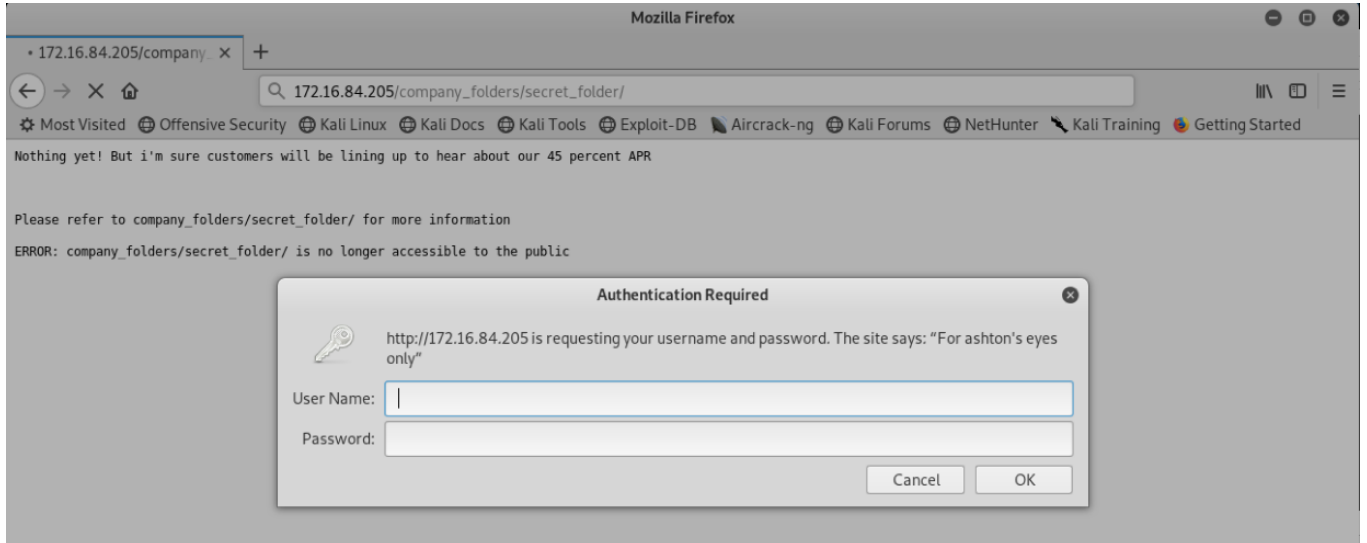 Mozilla Firefox
172.16.84.205/company_
172.16.84.205/company_folders/secret_folder/
Most Visited Offensive Security Kali Linux Kali Docs Kali Tools Exploit-DB Aircrack-ng Kali Forums NetHunter Kali Training Getting Started
Nothing yet! But i'm sure customers will be lining up to hear about our 45 percent APR
Please refer to company_folders/secret_folder/ for more information
ERROR: company_folders/secret_folder/ is no longer accessible to the public
Authentication Required
http://172.16.84.205 is requesting your username and password. The site says: “For ashton's eyes
only”
User Name:
Password:
Cancel OK